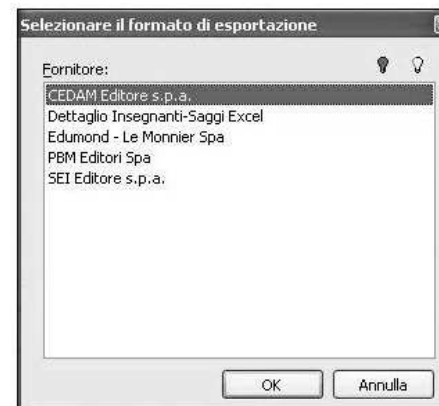 Selezionare il formato di esportazione
Fornitore:
CEDAM Editore s.p.a.
Dettaglio Insegnanti-Saggi Excel
Edumond - Le Monnier Spa
PBM Editori Spa
SEI Editore s.p.a.
OK
Annulla